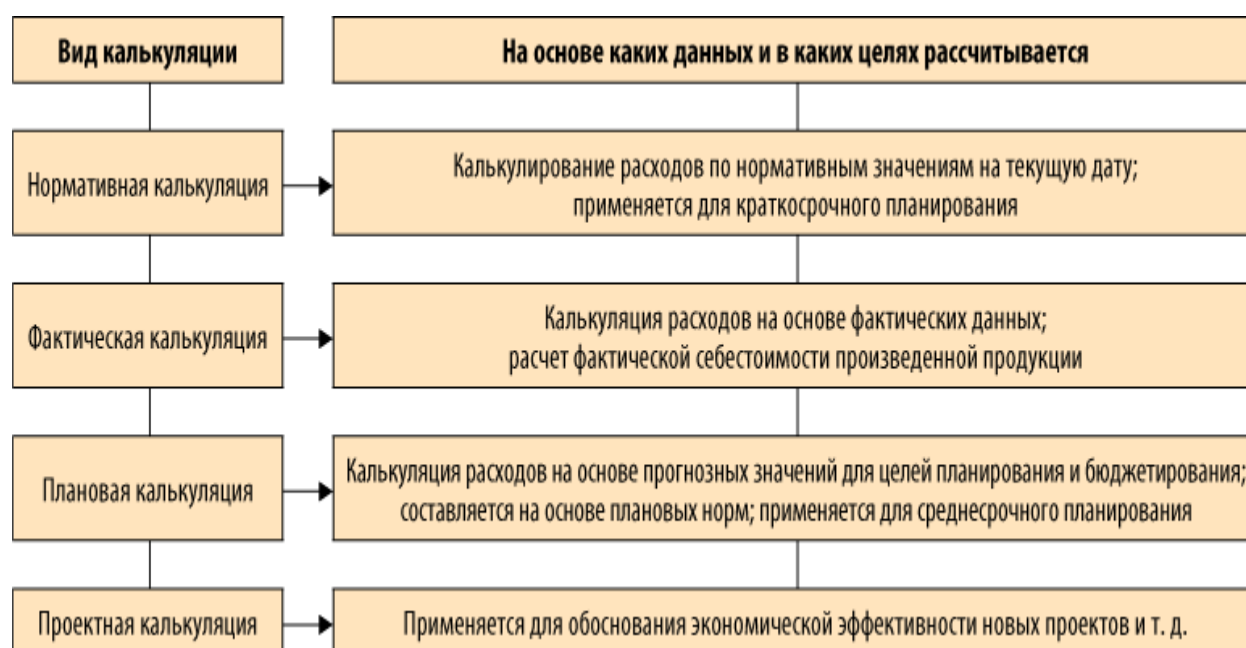 Вид калькуляции
На основе каких данных и в каких целях рассчитывается
Нормативная калькуляция
Калькулирование расходов по нормативным значениям на текущую дату;
применяется для краткосрочного планирования
Фактическая калькуляция
Калькуляция расходов на основе фактических данных;
расчет фактической себестоимости произведенной продукции
Плановая калькуляция
Калькуляция расходов на основе прогнозных значений для целей планирования и бюджетирования;
составляется на основе плановых норм; применяется для среднесрочного планирования
Проектная калькуляция
Применяется для обоснования экономической эффективности новых проектов и т. д.